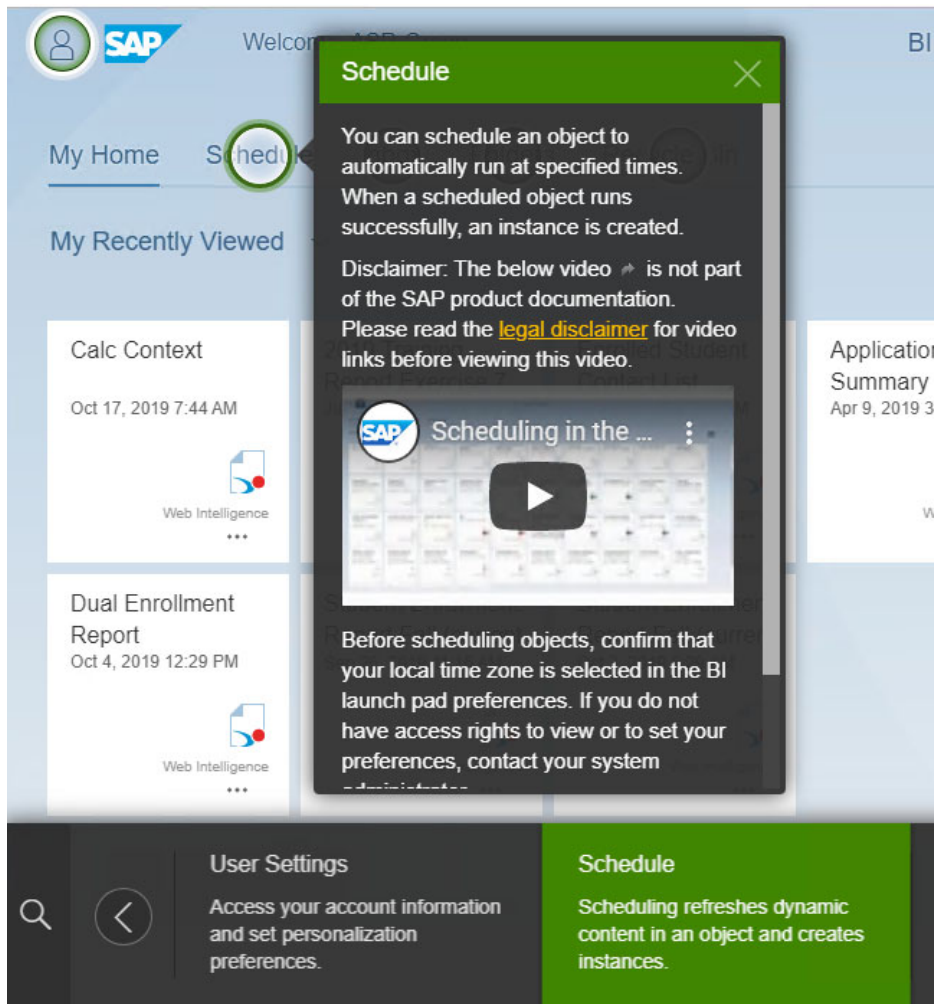 SAP
Welcom
BI
Schedule
My Home
Schedule
You can schedule an object to
automatically run at specified times.
When a scheduled object runs
successfully, an instance is created.
Disclaimer: The below video is not part
of the SAP product documentation.
Please read the legal disclaimer for video
links before viewing this video.
My Recently Viewed
Calc Context
Oct 17, 2019 7:44 AM
Web Intelligence
Enrolled Student
Contact List
Application
Summary
Apr 9, 2019 3
W
SAP
Scheduling in the ...
Dual Enrollment
Report
Oct 4, 2019 12:29 PM
Web Intelligence
Before scheduling objects, confirm that
your local time zone is selected in the BI
launch pad preferences. If you do not
have access rights to view or to set your
preferences, contact your system
administrator
User Settings
Access your account information
and set personalization
preferences.
Schedule
Scheduling refreshes dynamic
content in an object and creates
instances.